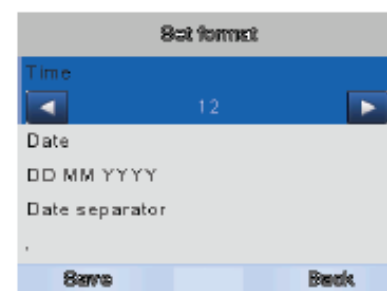 Set format
Time
12
Date
DD MM YYYY
Date separator
.
Save Back